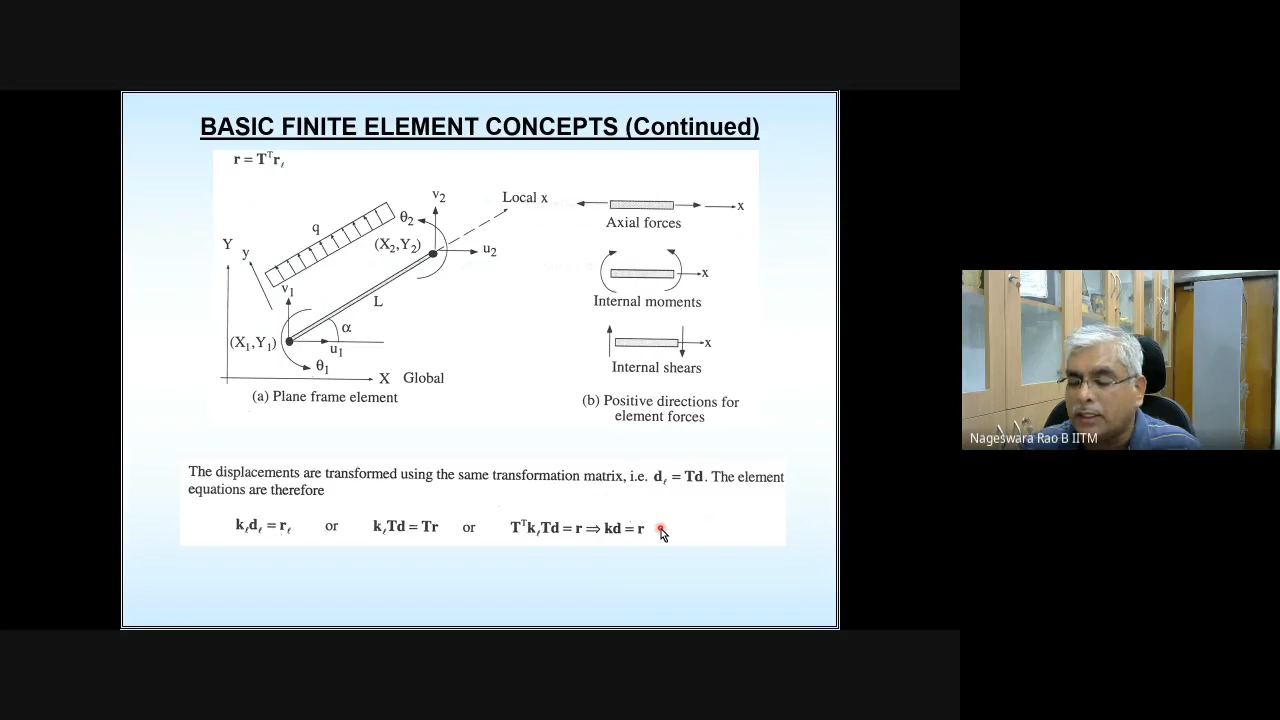 BASIC FINITE ELEMENT CONCEPTS (Continued)
r = Tᵀrₗ
v₂
Local x
θ₂
x
q
Axial forces
Y
y
(X₂,Y₂)
u₂
x
v₁
L
Internal moments
(X₁,Y₁)
α
u₁
x
θ₁
Internal shears
X Global
(a) Plane frame element
(b) Positive directions for
element forces
The displacements are transformed using the same transformation matrix, i.e. dₗ = Td. The element
equations are therefore
kₗdₗ = rₗ or kₗTd = Tr or TᵀkₗTd = r ⇒ kd = r
Nageswara Rao B IITM